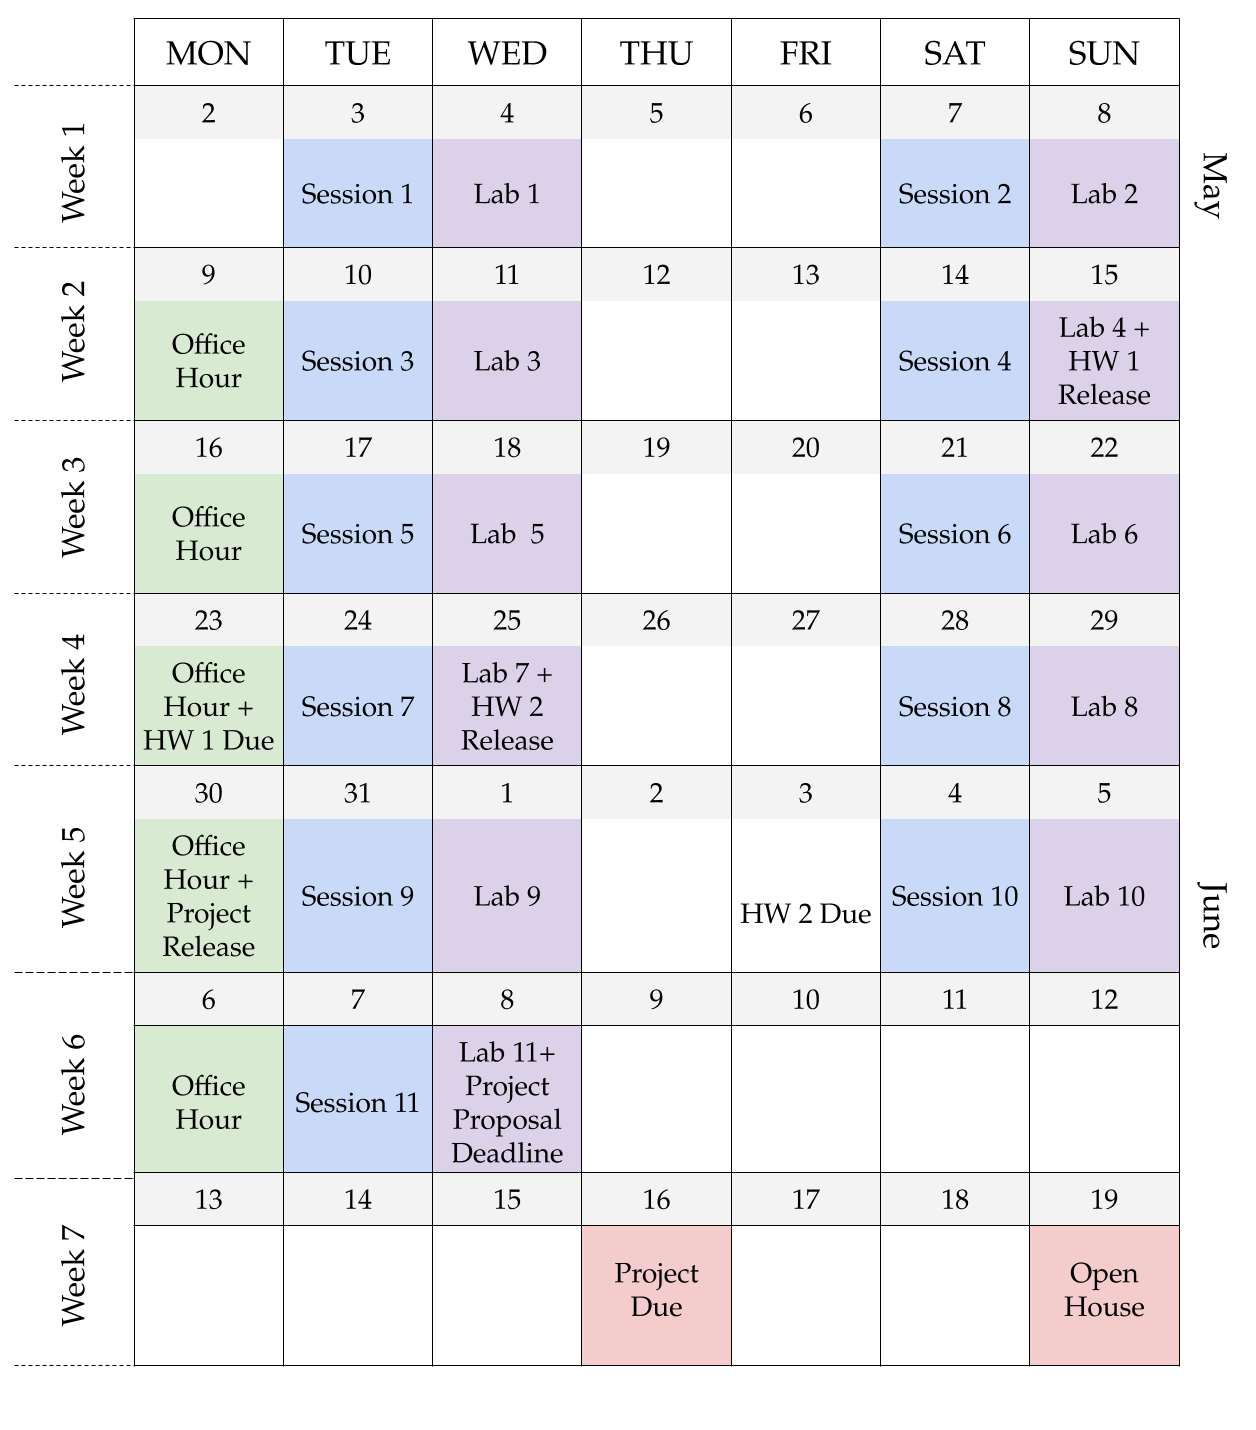 MON TUE WED THU FRI SAT SUN
Week 1
2 3 4 5 6 7 8
Session 1 Lab 1 Session 2 Lab 2
May
Week 2
9 10 11 12 13 14 15
Office
Hour
Session 3
Lab 3
Session 4
Lab 4 +
HW 1
Release
Week 3
16 17 18 19 20 21 22
Office
Hour
Session 5
Lab  5
Session 6
Lab 6
Week 4
23 24 25 26 27 28 29
Office
Hour +
HW 1 Due
Session 7
Lab 7 +
HW 2
Release
Session 8
Lab 8
Week 5
30 31 1 2 3 4 5
Office
Hour +
Project
Release
Session 9
Lab 9
HW 2 Due
Session 10
Lab 10
June
Week 6
6 7 8 9 10 11 12
Office
Hour
Session 11
Lab 11+
Project
Proposal
Deadline
Week 7
13 14 15 16 17 18 19
Project
Due
Open
House